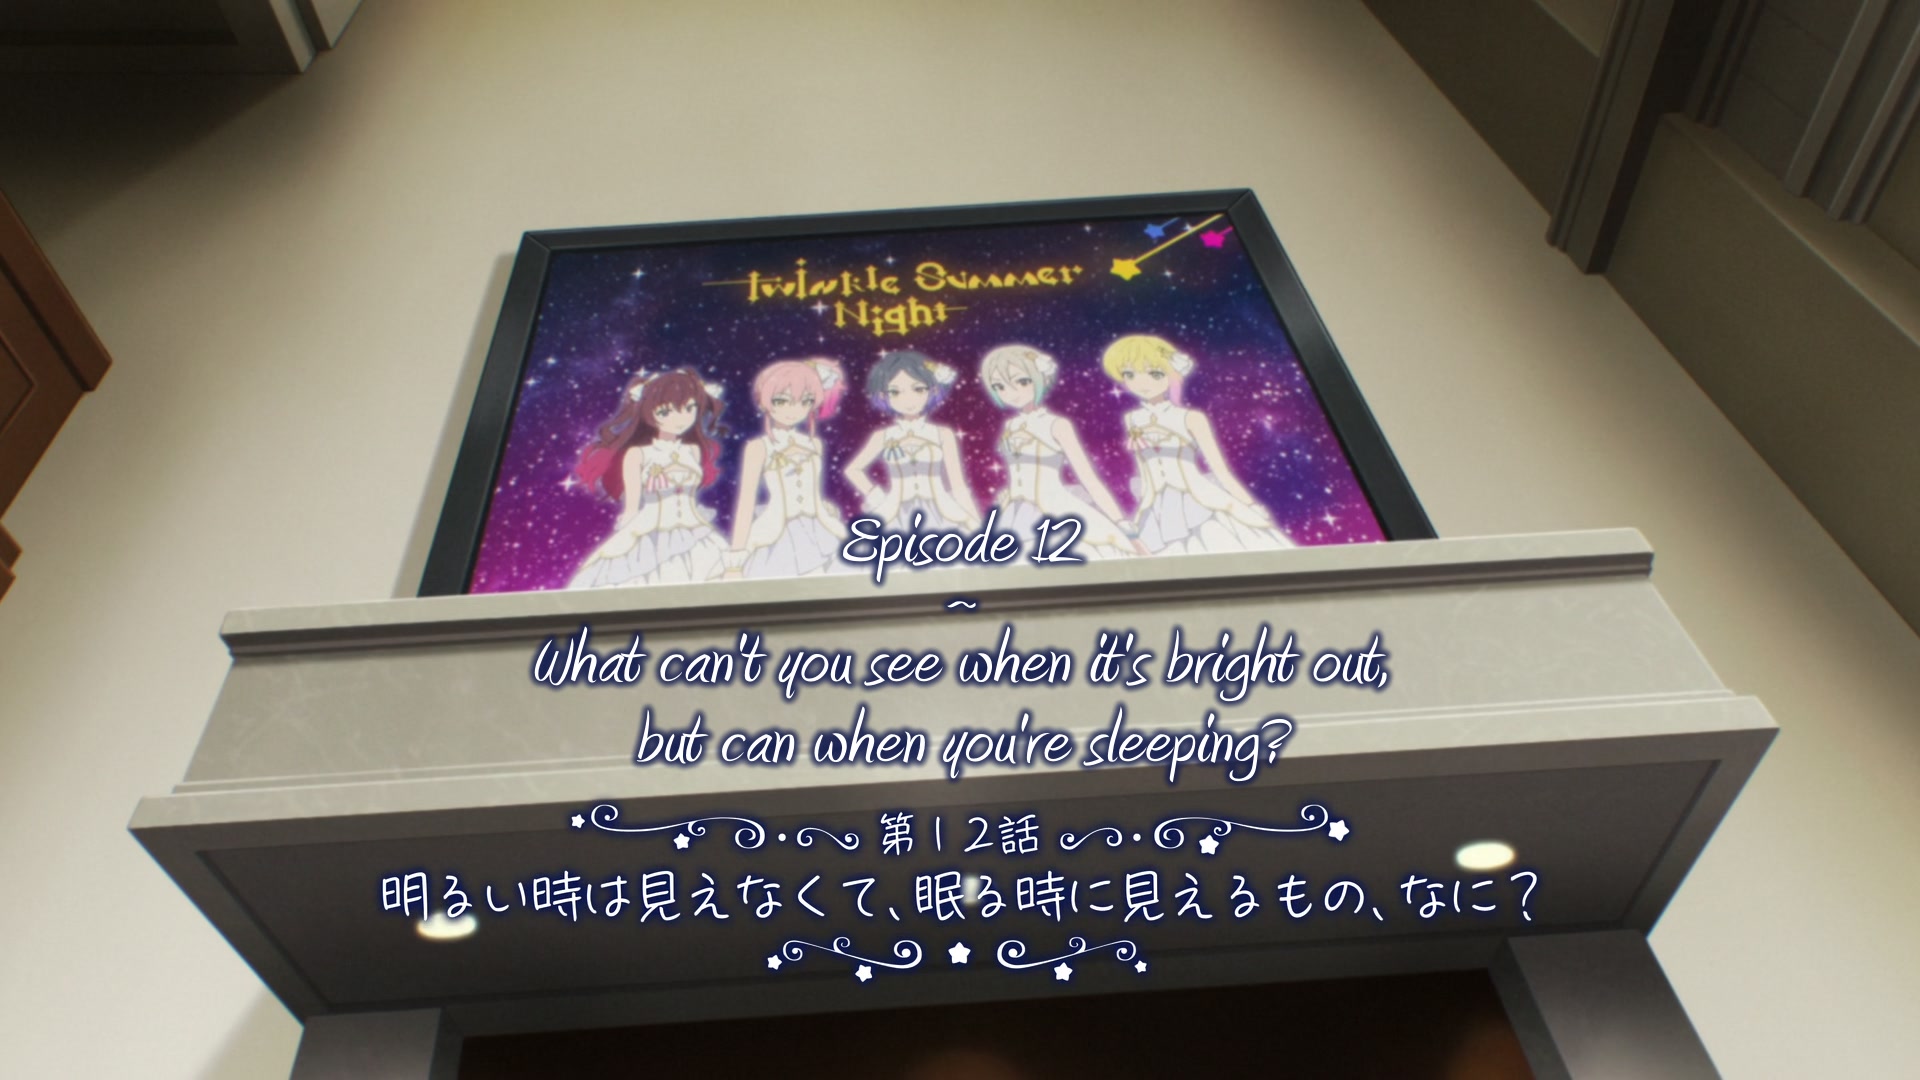 Twinkle Summer
Night
Episode 12
~
What can't you see when it's bright out,
but can when you're sleeping?
第12話
明るい時は見えなくて、眠る時に見えるもの、なに？